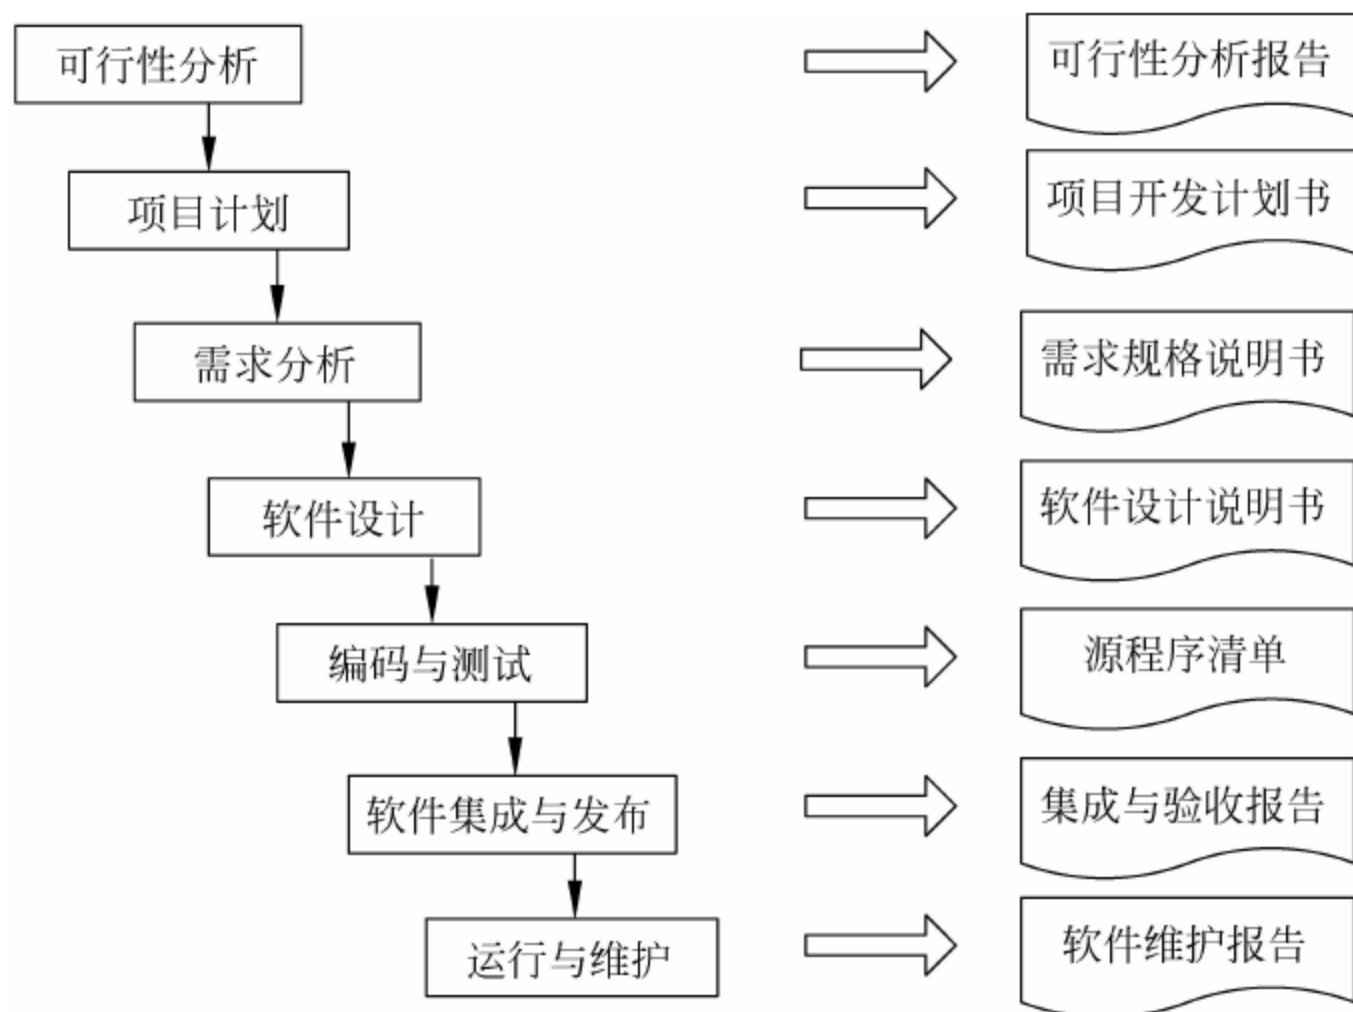 可行性分析
可行性分析报告
项目计划
项目开发计划书
需求分析
需求规格说明书
软件设计
软件设计说明书
编码与测试
源程序清单
软件集成与发布
集成与验收报告
运行与维护
软件维护报告